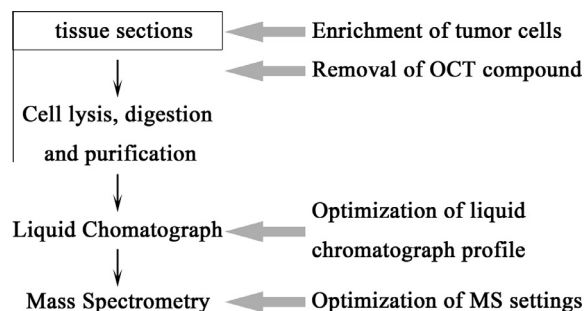 tissue sections
Enrichment of tumor cells
Removal of OCT compound
Cell lysis, digestion
and purification
Liquid Chomatograph
Optimization of liquid
chromatograph profile
Mass Spectrometry
Optimization of MS settings